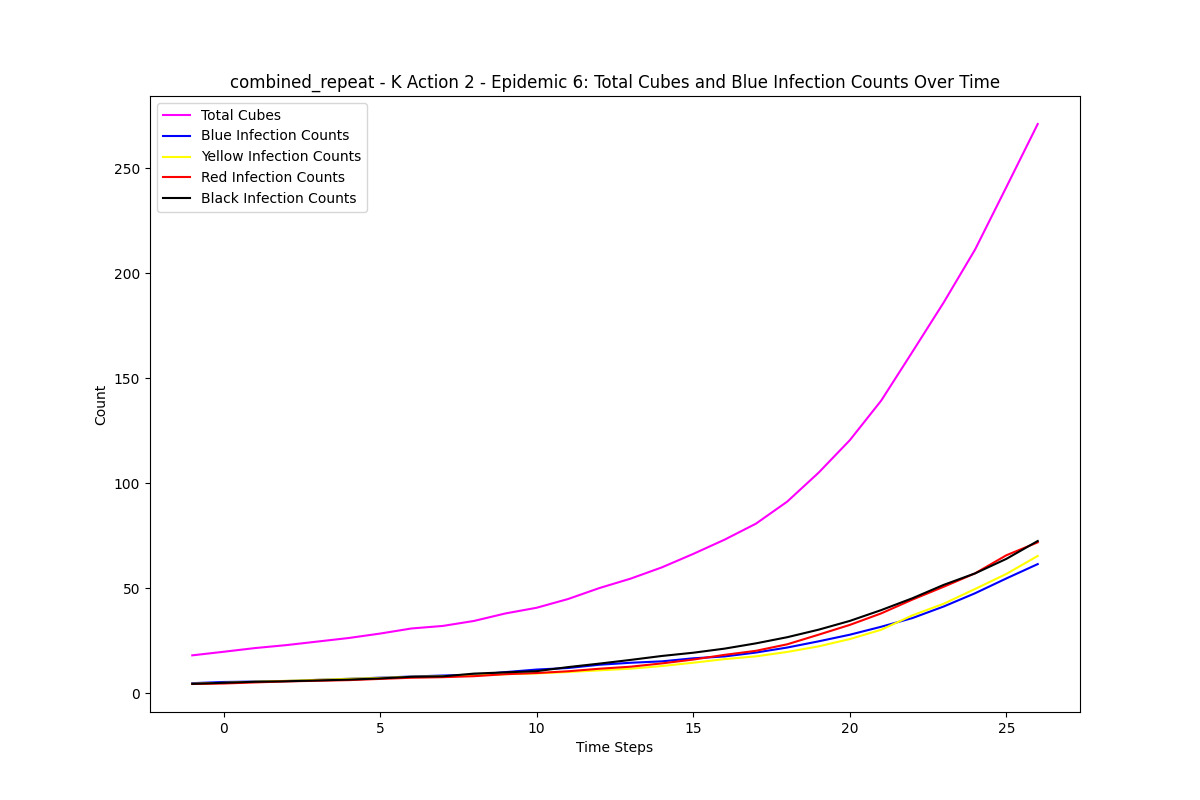 combined_repeat - K Action 2 - Epidemic 6: Total Cubes and Blue Infection Counts Over Time
Total Cubes
Blue Infection Counts
Yellow Infection Counts
Red Infection Counts
Black Infection Counts
250
200
150
100
50
0
Count
0 5 10 15 20 25
Time Steps